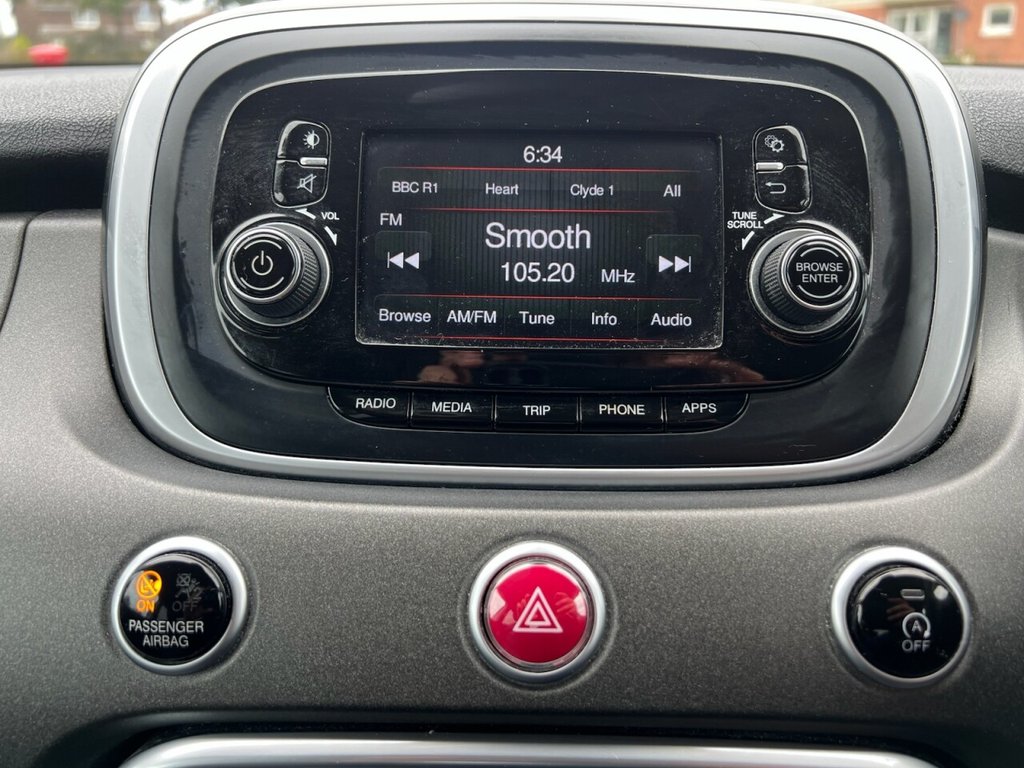 6:34
BBC R1 Heart Clyde 1 All
FM
Smooth
105.20 MHz
Browse AM/FM Tune Info Audio
VOL
TUNE
SCROLL
BROWSE
ENTER
RADIO MEDIA TRIP PHONE APPS
ON OFF
PASSENGER
AIRBAG
A
OFF